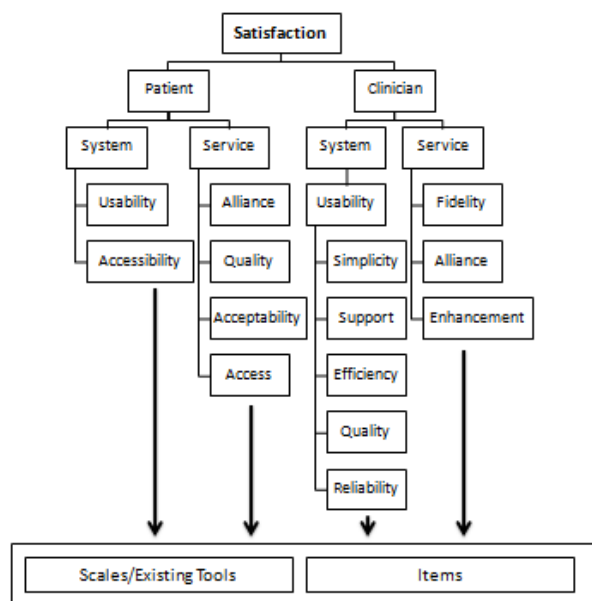 Satisfaction
Patient
Clinician
System
Service
System
Service
Usability
Alliance
Usability
Fidelity
Accessibility
Quality
Simplicity
Alliance
Acceptability
Support
Enhancement
Access
Efficiency
Quality
Reliability
Scales/Existing Tools
Items